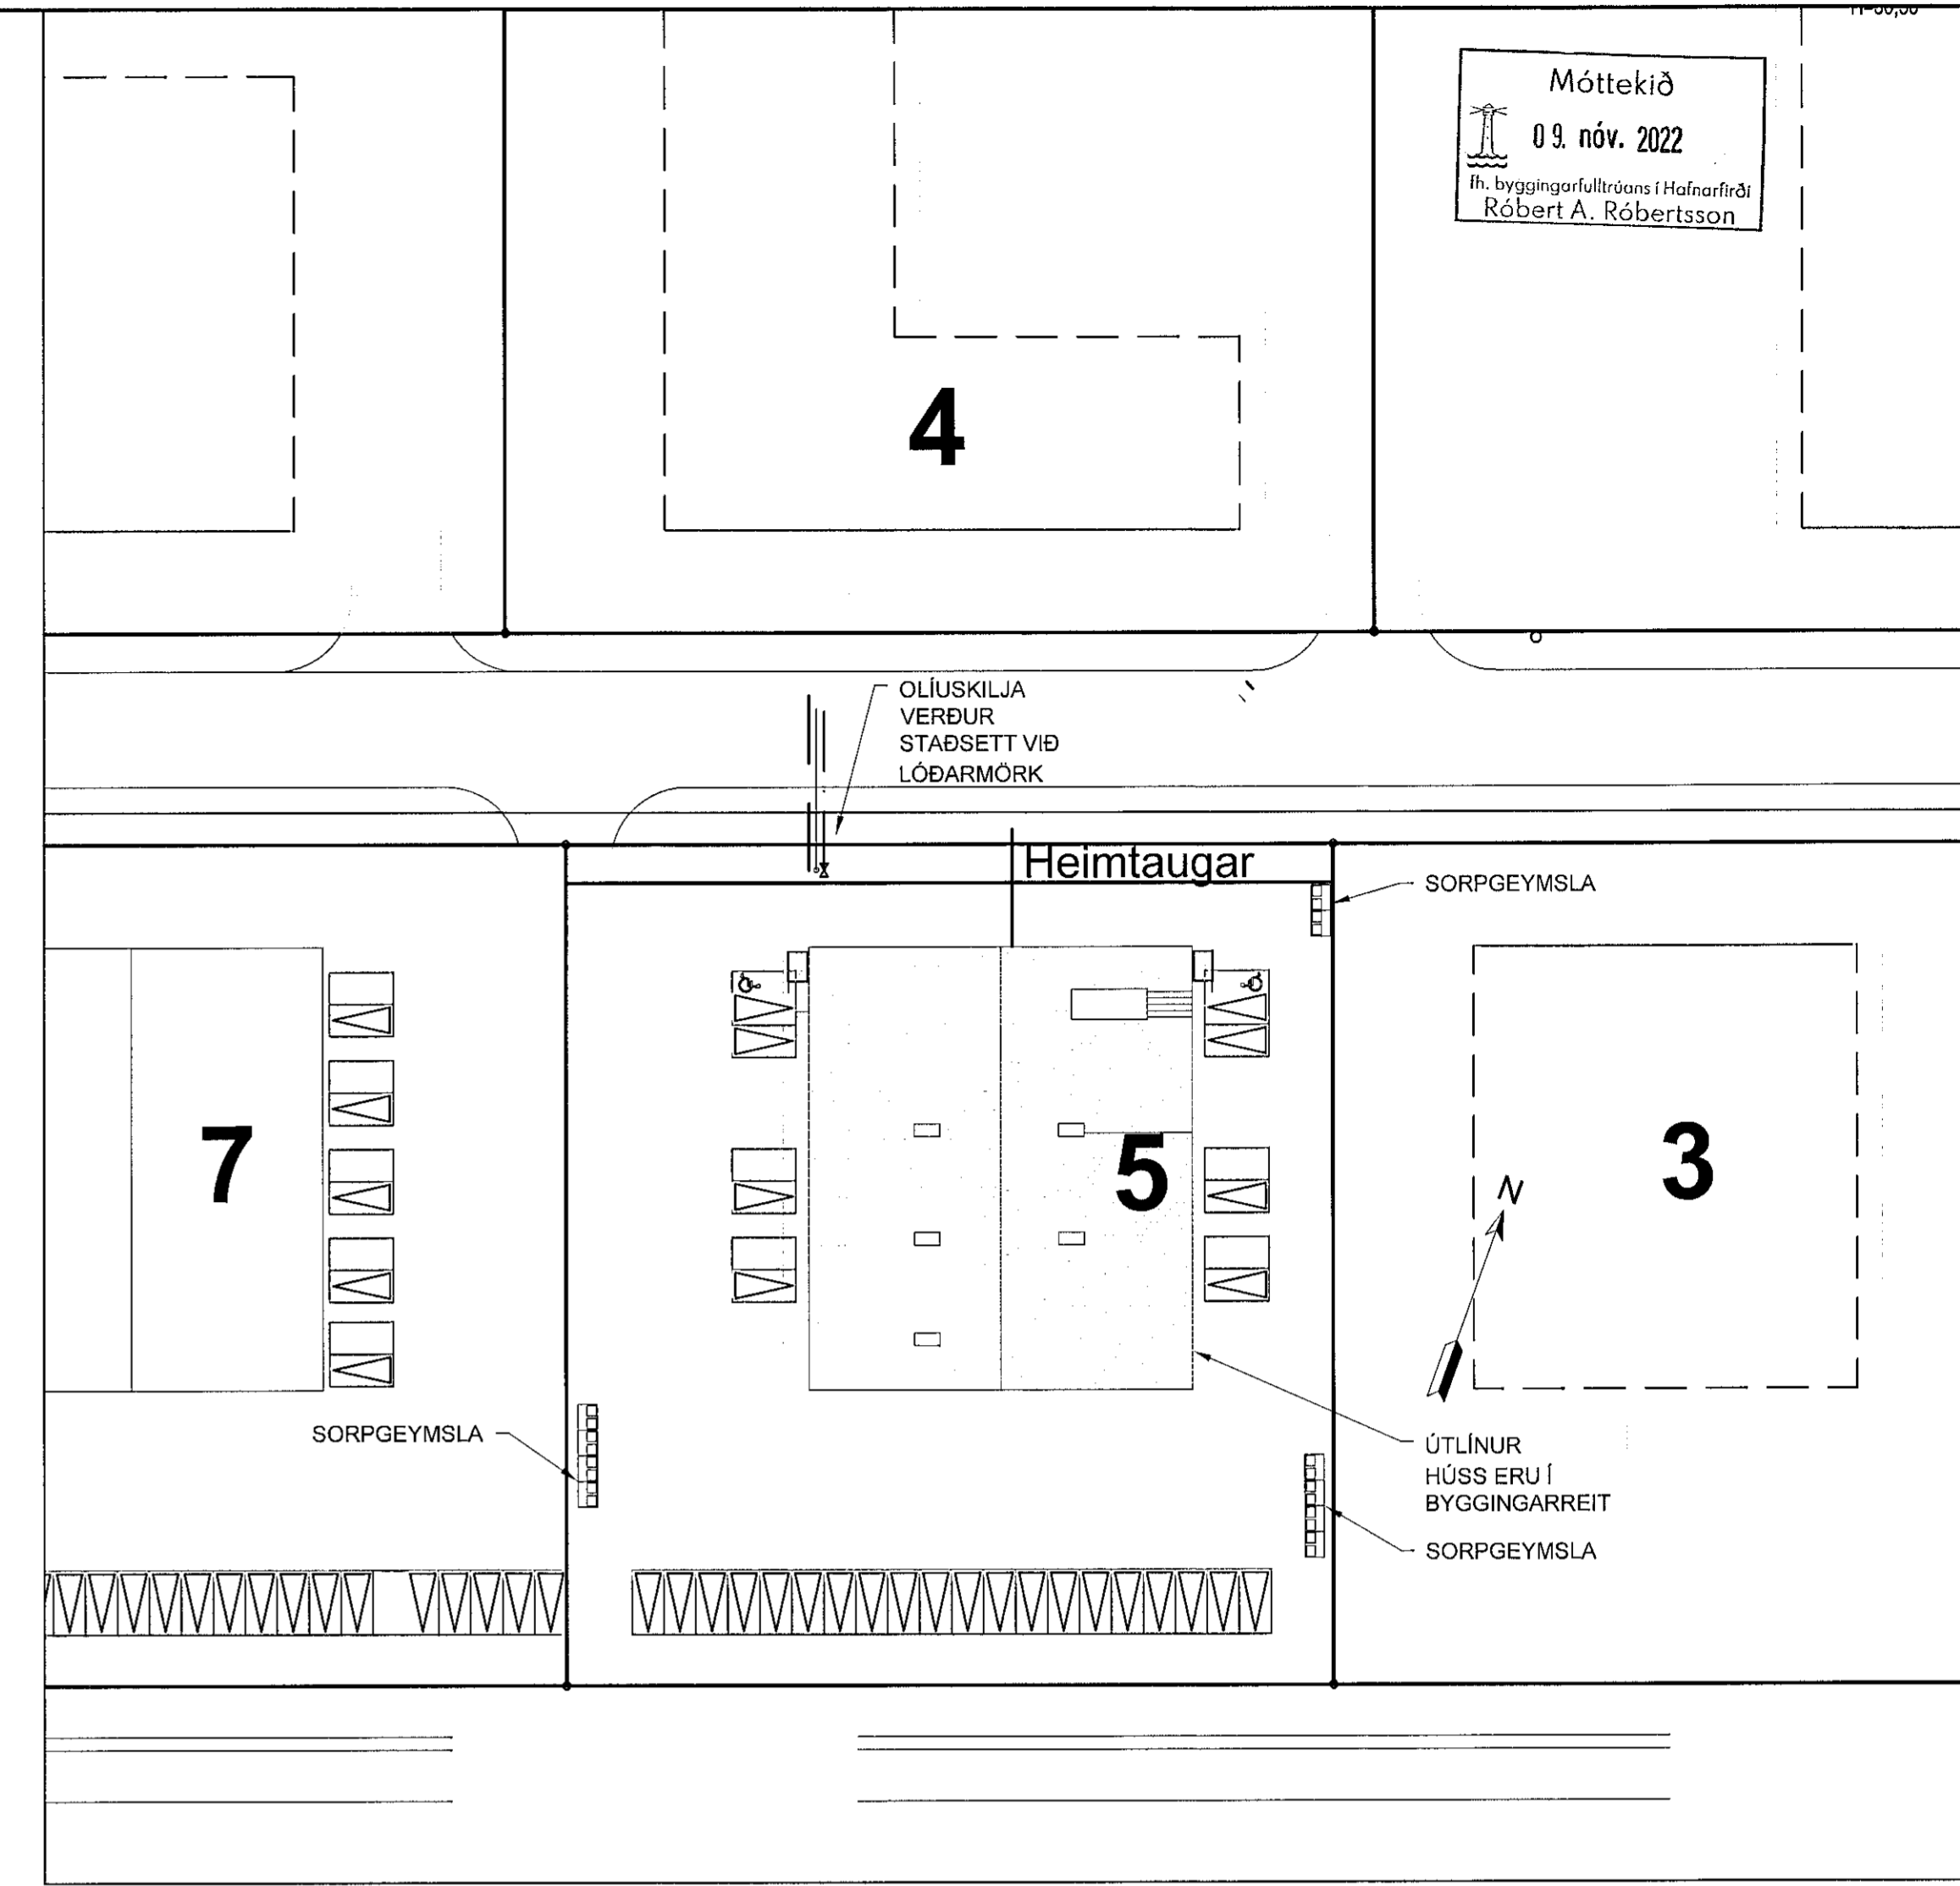 Móttekið
09. nóv. 2022
fh. byggingarfulltrúans í Hafnarfirði
Róbert A. Róbertsson
4
OLÍUSKILJA
VERÐUR
STAÐSETT VIÐ
LÓÐARMÖRK
Heimtaugar
SORPGEYMSLA
7
5
3
N
SORPGEYMSLA
ÚTLÍNUR
HÚSS ERU Í
BYGGINGARREIT
SORPGEYMSLA